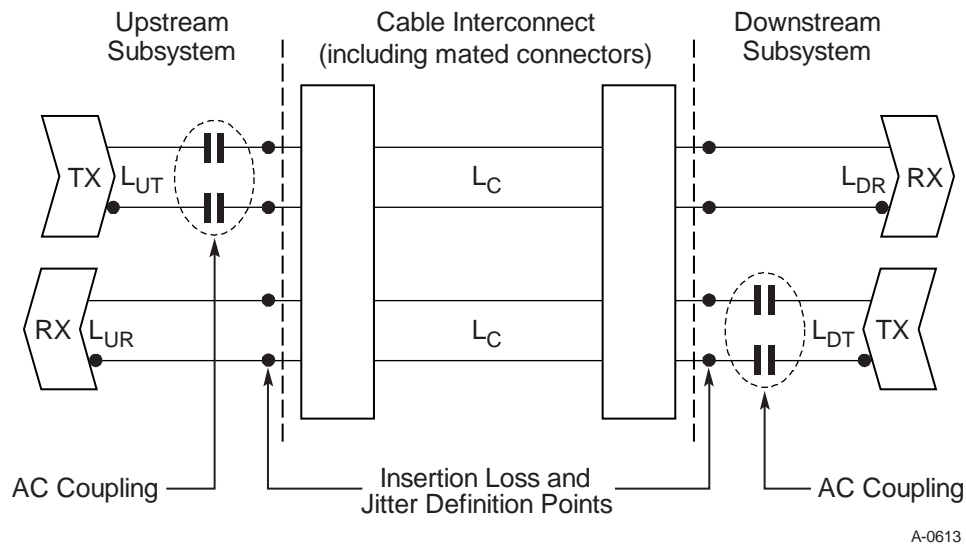 Upstream
Subsystem
Cable Interconnect
(including mated connectors)
Downstream
Subsystem
TX
LUT
LC
LDR
RX
RX
LUR
LC
LDT
TX
AC Coupling
Insertion Loss and
Jitter Definition Points
AC Coupling
A-0613